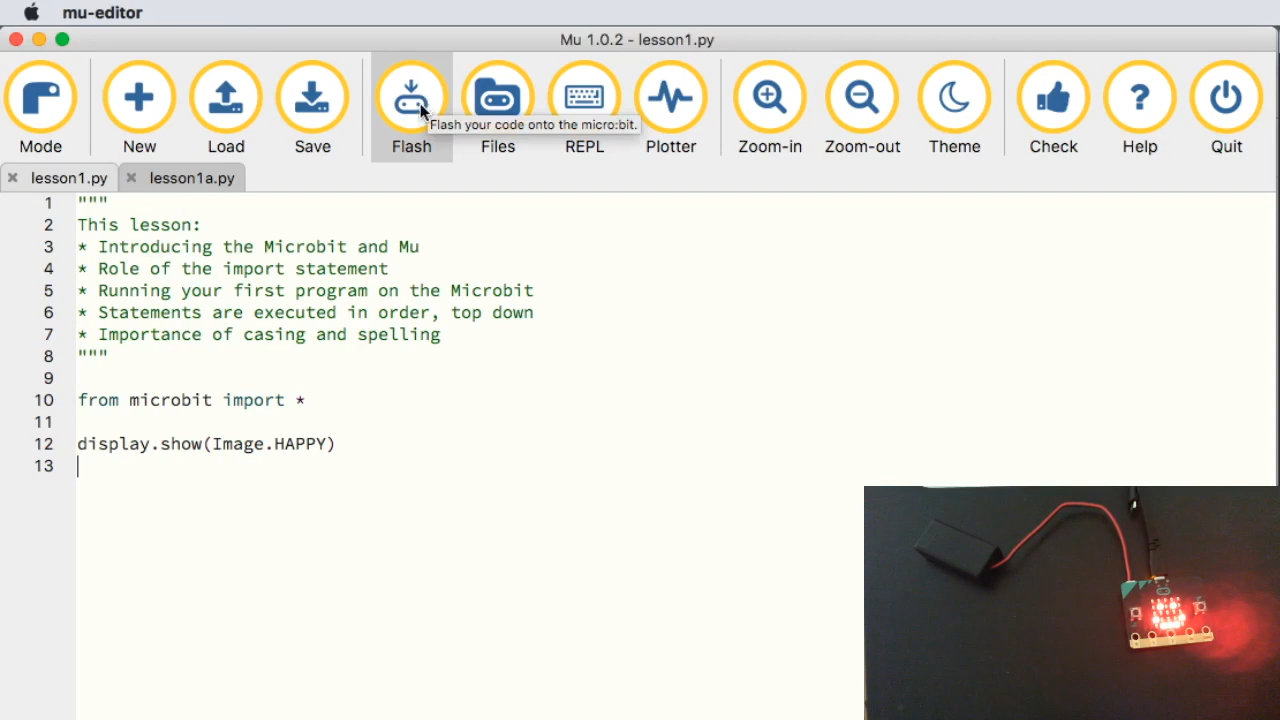 mu-editor
Mu 1.0.2 - lesson1.py
Mode New Load Save Flash Files REPL Plotter Zoom-in Zoom-out Theme Check Help Quit
Flash your code onto the micro:bit.
lesson1.py lesson1a.py
1 """
2 This lesson:
3 * Introducing the Microbit and Mu
4 * Role of the import statement
5 * Running your first program on the Microbit
6 * Statements are executed in order, top down
7 * Importance of casing and spelling
8 """
9
10 from microbit import *
11
12 display.show(Image.HAPPY)
13